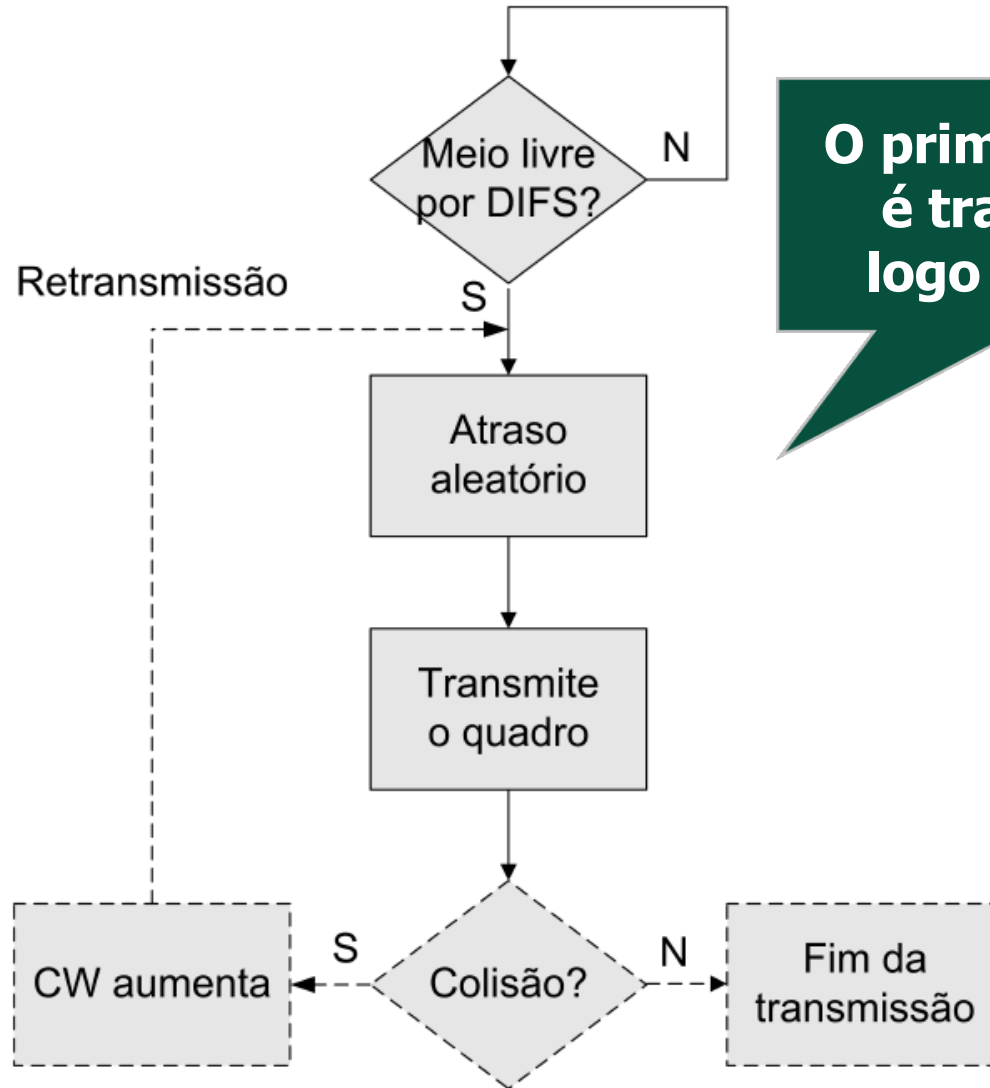 Meio livre
por DIFS?
N
O prim
é tra
logo
Retransmissão
S
Atraso
aleatório
Transmite
o quadro
CW aumenta
S
Colisão?
N
Fim da
transmissão